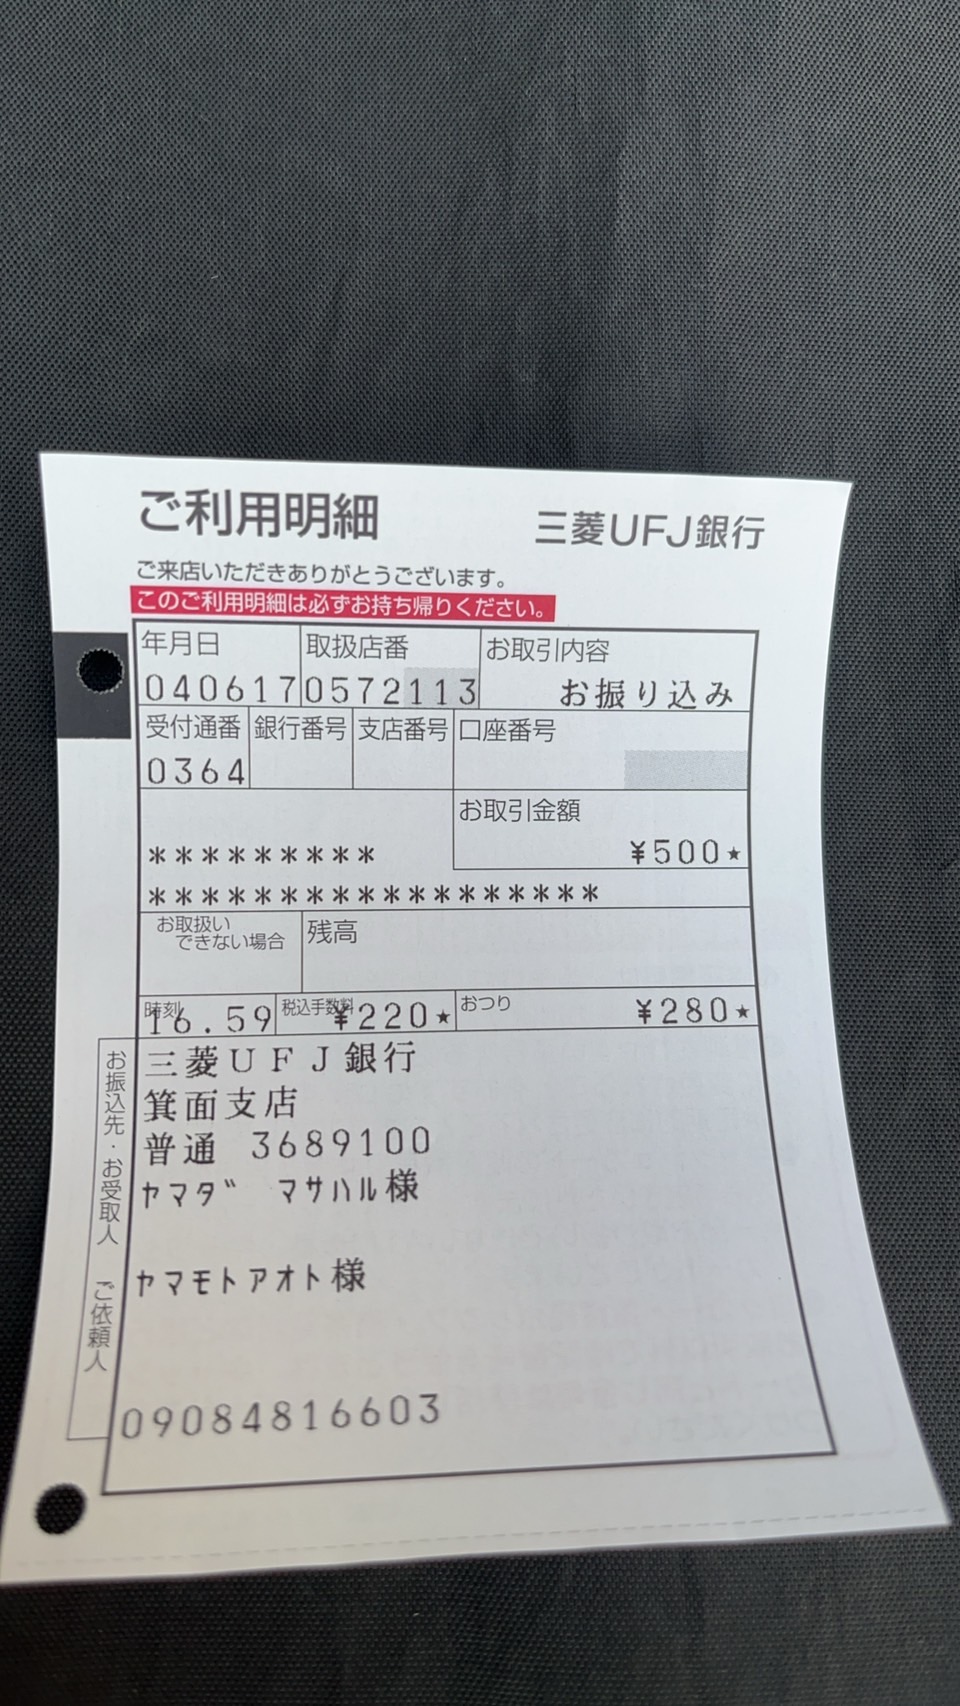 ご利用明細
三菱UFJ銀行
ご来店いただきありがとうございます。
このご利用明細は必ずお持ち帰りください。
年月日 取扱店番 お取引内容
040617 0572113 お振り込み
受付通番 銀行番号 支店番号 口座番号
0364
お取引金額
********* ¥500★
*****************
お取扱いできない場合 残高
時刻 税込手数料 おつり
16.59 ¥220★ ¥280★
お振込先・お受取人
三菱UFJ銀行
箕面支店
普通 3689100
ヤマダ マサハル様
ご依頼人
ヤマモトアオト様
09084816603